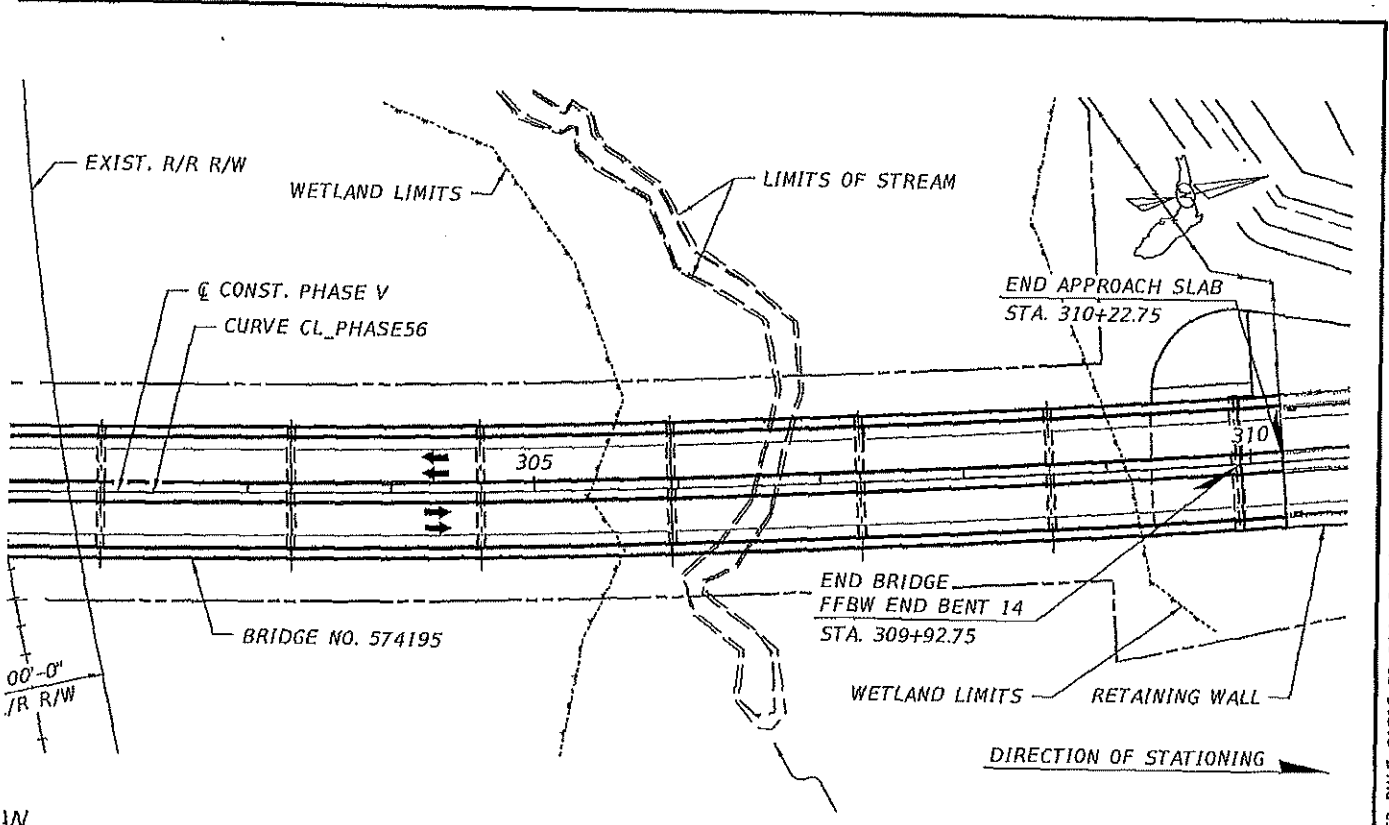 EXIST. R/R R/W
WETLAND LIMITS
LIMITS OF STREAM
℄ CONST. PHASE V
CURVE CL_PHASE56
END APPROACH SLAB
STA. 310+22.75
305
310
END BRIDGE
FFBW END BENT 14
STA. 309+92.75
BRIDGE NO. 574195
00'-0"
/R R/W
WETLAND LIMITS
RETAINING WALL
DIRECTION OF STATIONING